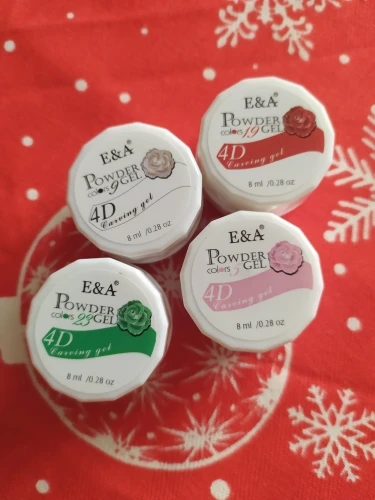 E&A
POWDER
colors 9 GEL
4D
Carving gel
8 ml /0.28 oz
E&A
POWDER
colors 19 GEL
4D
Carving gel
8 ml /0.28 oz
E&A
POWDER
colors 23 GEL
4D
Carving gel
8 ml /0.28 oz
E&A
POWDER
colors GEL
4D
Carving gel
8 ml /0.28 oz